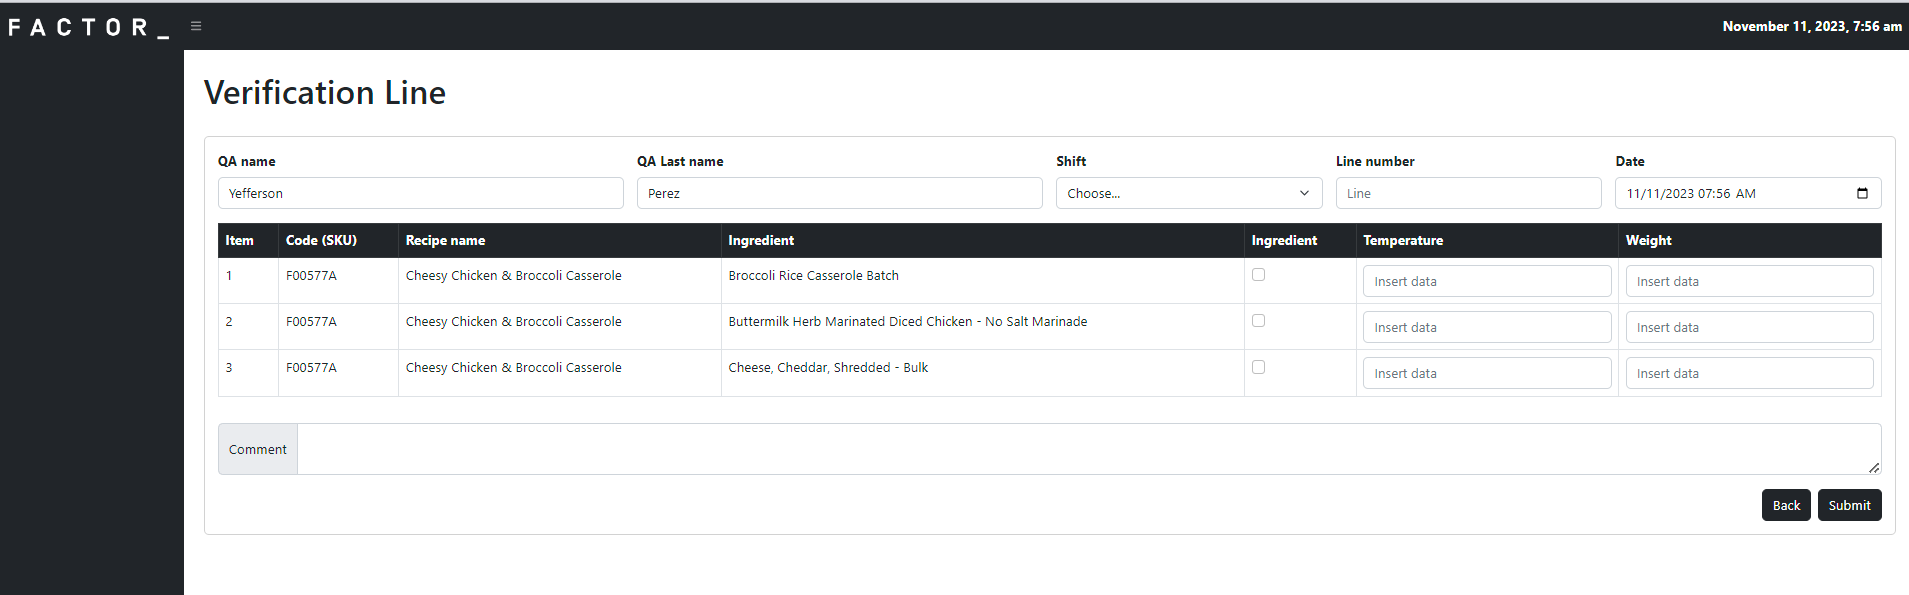 FACTOR_ November 11, 2023, 7:56 am
Verification Line
QA name QA Last name Shift Line number Date
Yefferson Perez Choose... Line 11/11/2023 07:56 AM
Item Code (SKU) Recipe name Ingredient Ingredient Temperature Weight
1 F00577A Cheesy Chicken & Broccoli Casserole Broccoli Rice Casserole Batch Insert data Insert data
2 F00577A Cheesy Chicken & Broccoli Casserole Buttermilk Herb Marinated Diced Chicken - No Salt Marinade Insert data Insert data
3 F00577A Cheesy Chicken & Broccoli Casserole Cheese, Cheddar, Shredded - Bulk Insert data Insert data
Comment
Back Submit